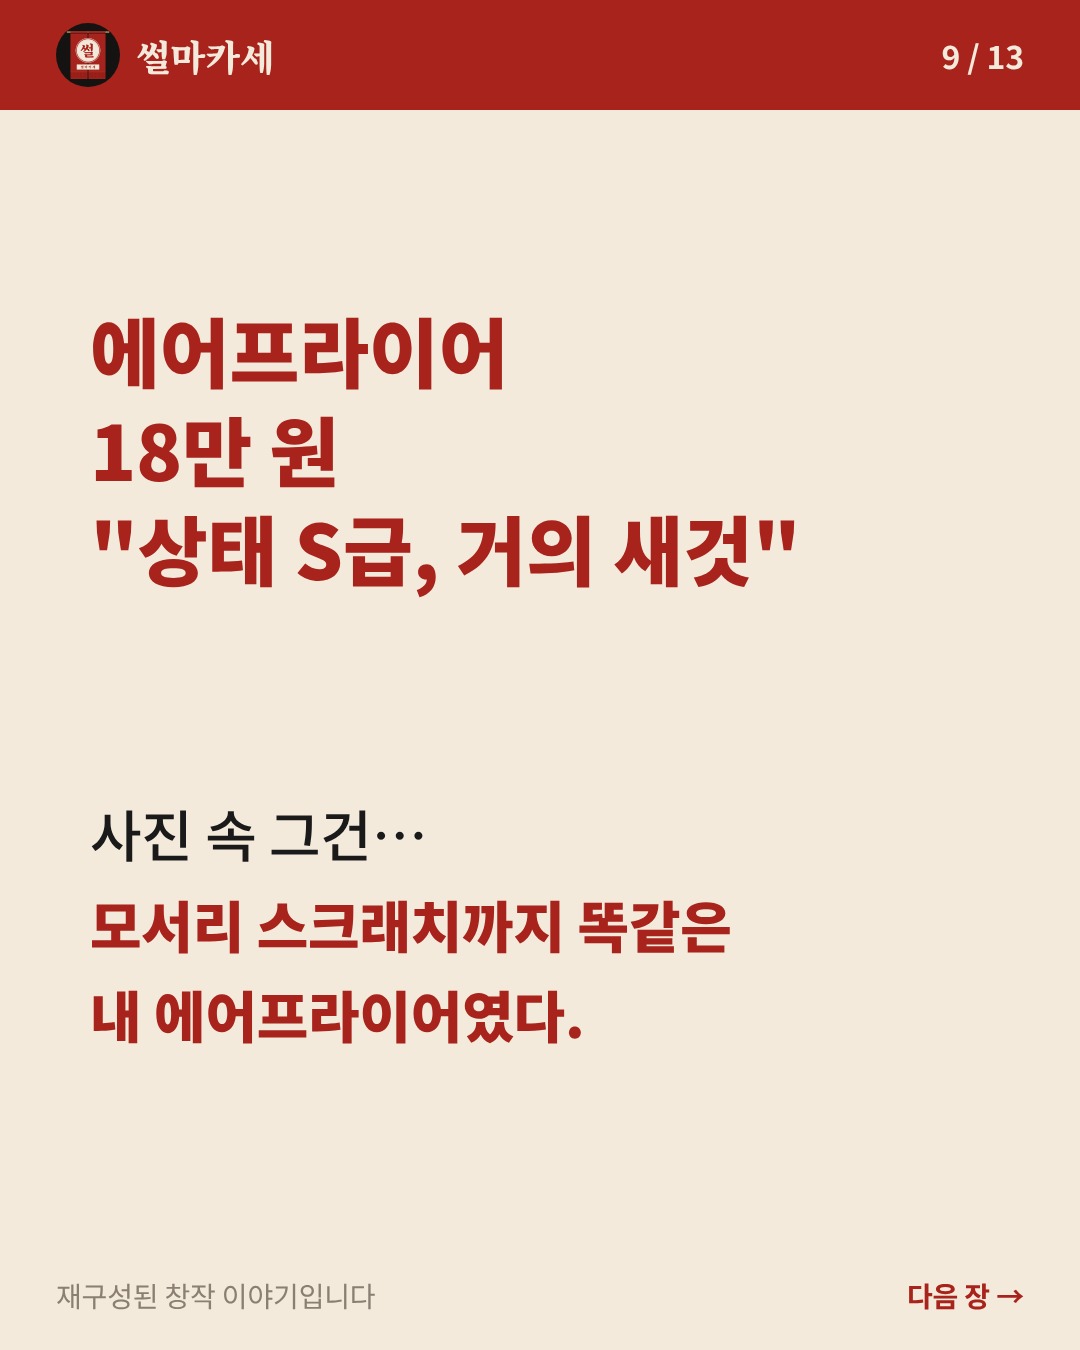 썰
썰마카세
9 / 13
에어프라이어
18만 원
"상태 S급, 거의 새것"
사진 속 그건…
모서리 스크래치까지 똑같은
내 에어프라이어였다.
재구성된 창작 이야기입니다
다음 장 →